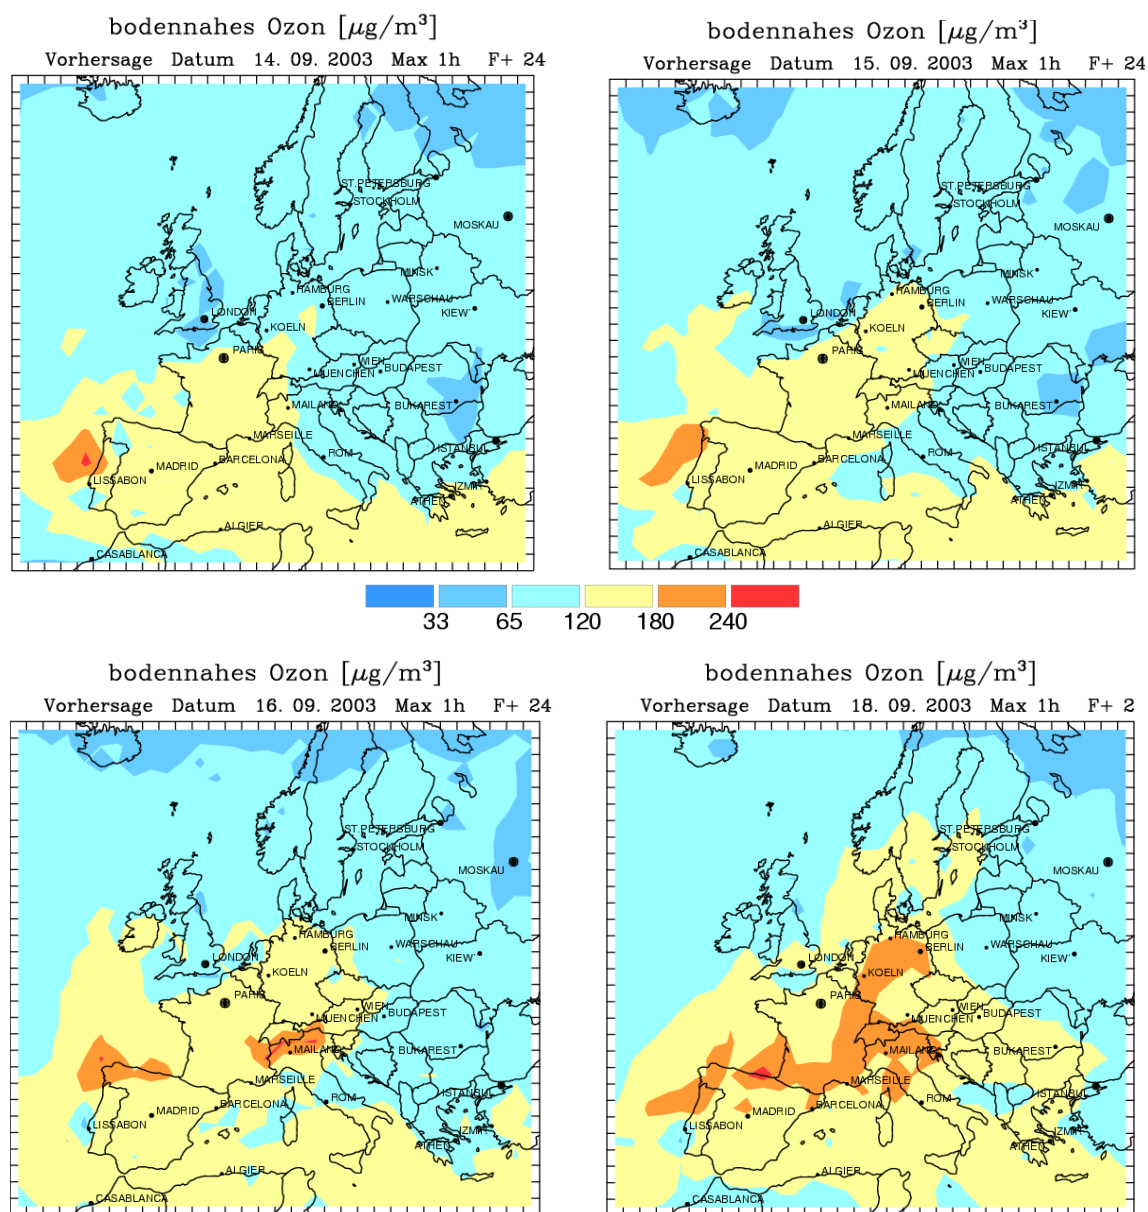 bodennahes Ozon [µg/m³]
Vorhersage Datum 14. 09. 2003 Max 1h F+ 24
ST.PETERSBURG
STOCKHOLM
MOSKAU
MINSK
HAMBURG
BERLIN
WARSCHAU
KIEW
LONDON
KOELN
PARIS
WIEN
MUENCHEN
BUDAPEST
MAILAND
BUKAREST
MARSEILLE
ISTANBUL
ROM
BARCELONA
MADRID
LISSABON
IZMIR
ATHEN
ALGIER
CASABLANCA
bodennahes Ozon [µg/m³]
Vorhersage Datum 15. 09. 2003 Max 1h F+ 24
ST.PETERSBURG
STOCKHOLM
MOSKAU
MINSK
HAMBURG
BERLIN
WARSCHAU
KIEW
LONDON
KOELN
PARIS
WIEN
MUENCHEN
BUDAPEST
MAILAND
BUKAREST
MARSEILLE
ISTANBUL
ROM
BARCELONA
MADRID
LISSABON
IZMIR
ATHEN
ALGIER
CASABLANCA
33 65 120 180 240
bodennahes Ozon [µg/m³]
Vorhersage Datum 16. 09. 2003 Max 1h F+ 24
ST.PETERSBURG
STOCKHOLM
MOSKAU
MINSK
HAMBURG
BERLIN
WARSCHAU
KIEW
LONDON
KOELN
PARIS
WIEN
MUENCHEN
BUDAPEST
MAILAND
BUKAREST
MARSEILLE
ISTANBUL
ROM
BARCELONA
MADRID
LISSABON
IZMIR
ATHEN
ALGIER
CASABLANCA
bodennahes Ozon [µg/m³]
Vorhersage Datum 18. 09. 2003 Max 1h F+ 2
ST.PETERSBURG
STOCKHOLM
MOSKAU
MINSK
HAMBURG
BERLIN
WARSCHAU
KIEW
LONDON
KOELN
PARIS
WIEN
MUENCHEN
BUDAPEST
MAILAND
BUKAREST
MARSEILLE
ISTANBUL
ROM
BARCELONA
MADRID
LISSABON
IZMIR
ATHEN
ALGIER
CASABLANCA